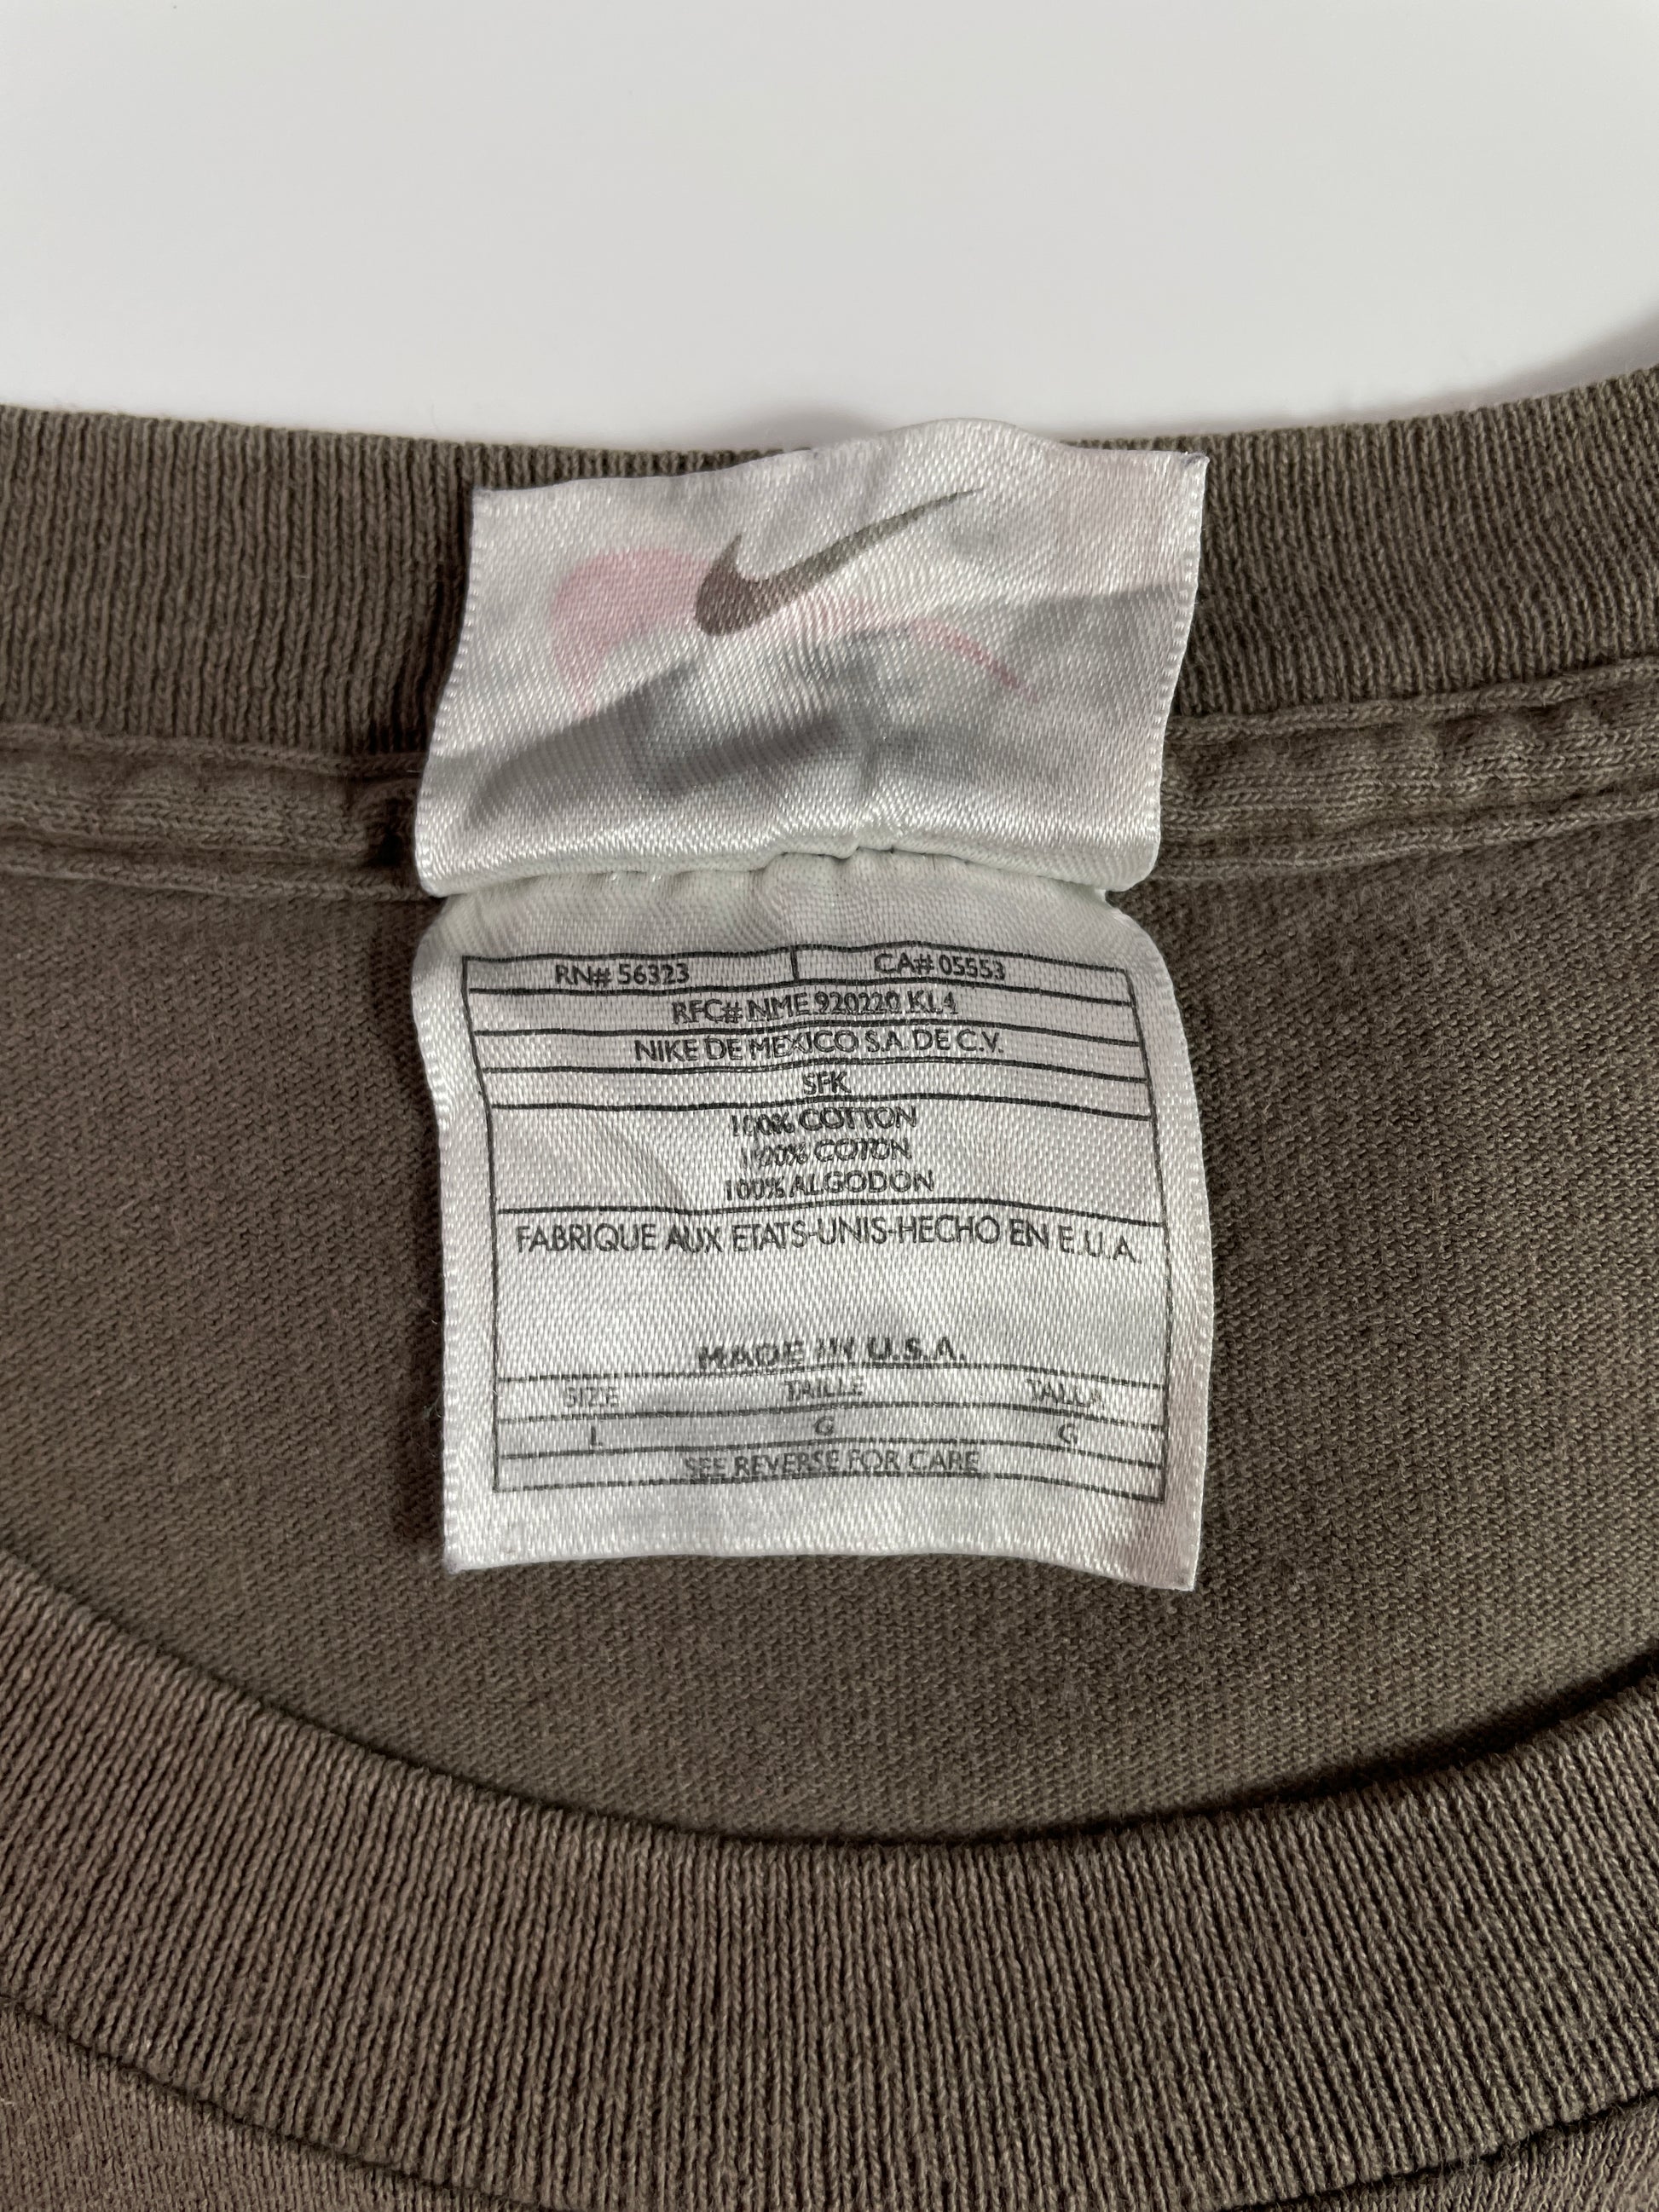 RN# 56323 CA# 05553
RFC# NME 920220 KL4
NIKE DE MEXICO S.A. DE C.V.
SFK
100% COTTON
100% COTON
100% ALGODON
FABRIQUE AUX ETATS-UNIS-HECHO EN E.U.A.
MADE IN U.S.A.
SIZE TAILLE TALLA
L G G
SEE REVERSE FOR CARE